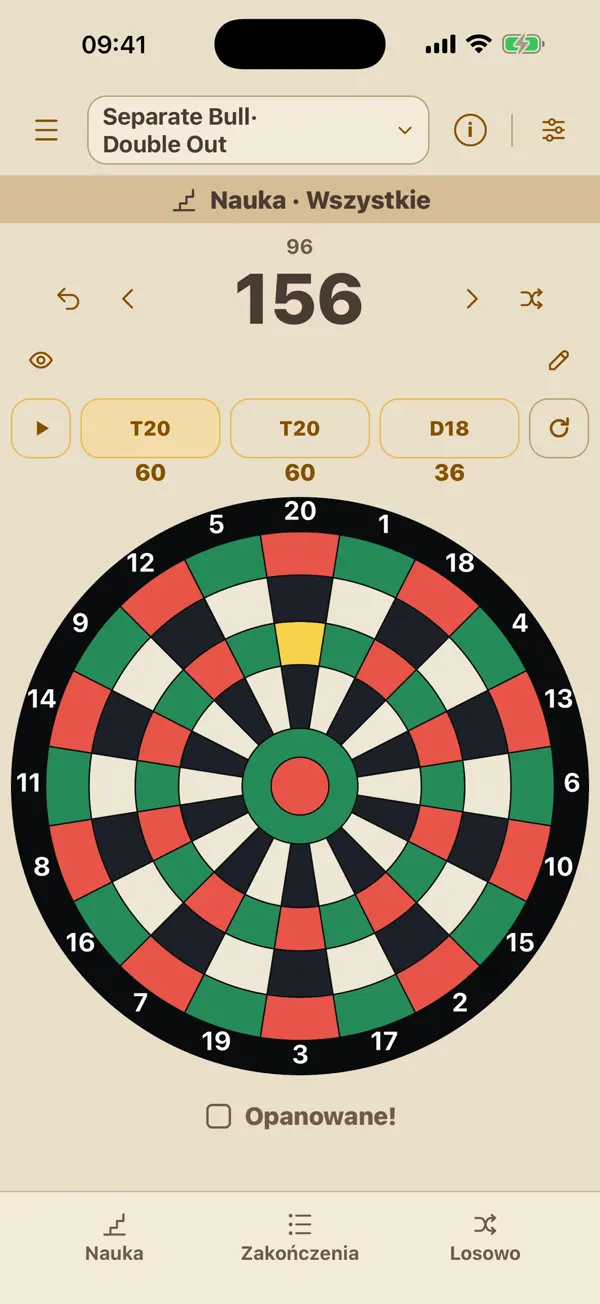 09:41
Separate Bull·
Double Out
Nauka · Wszystkie
96
156
T20
T20
D18
60
60
36
20
1
18
4
13
6
10
15
2
17
3
19
7
16
8
11
14
9
12
5
Opanowane!
Nauka
Zakończenia
Losowo